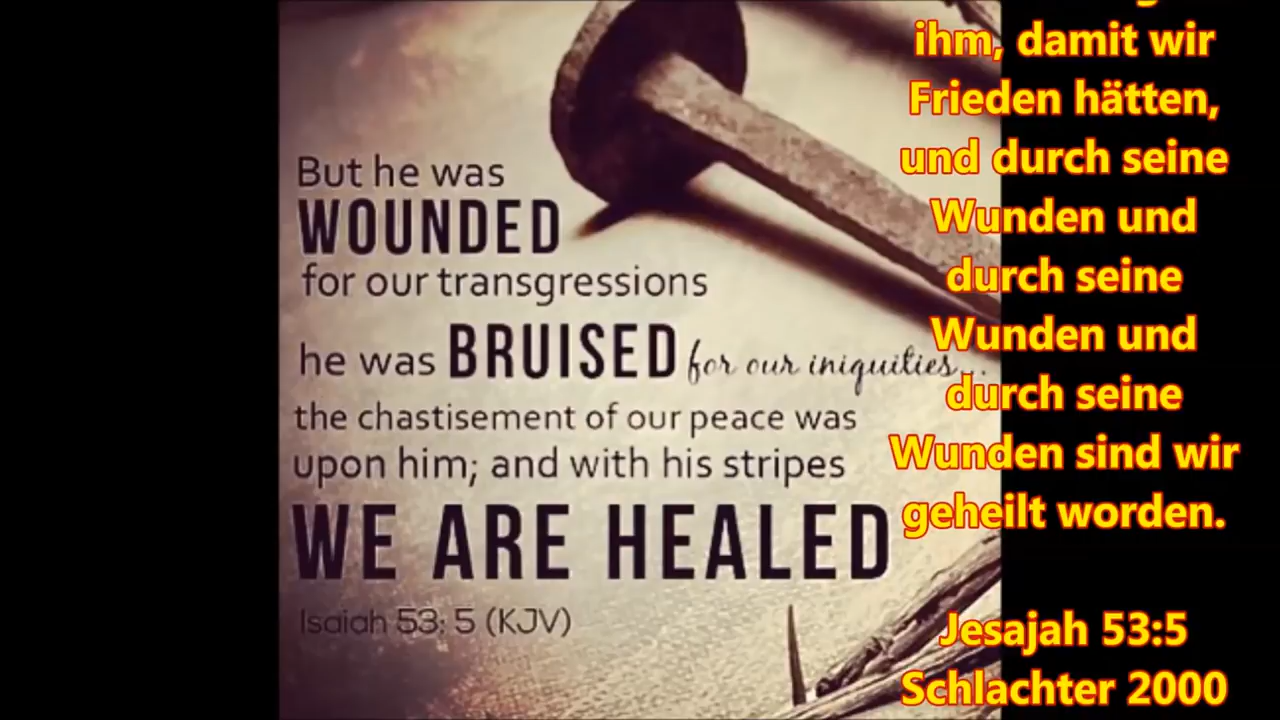 But he was
WOUNDED
for our transgressions
he was BRUISED for our iniquities...
the chastisement of our peace was
upon him; and with his stripes
WE ARE HEALED
Isaiah 53: 5 (KJV)
ihm, damit wir
Frieden hätten,
und durch seine
Wunden und
durch seine
Wunden und
durch seine
Wunden sind wir
geheilt worden.
Jesajah 53:5
Schlachter 2000